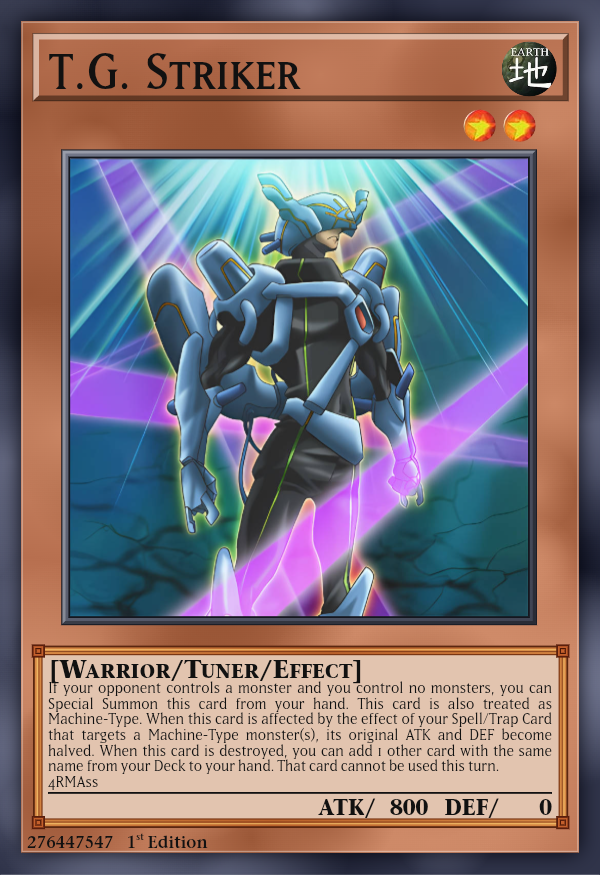 T.G. Striker
EARTH
地
[Warrior/Tuner/Effect]
If your opponent controls a monster and you control no monsters, you can
Special Summon this card from your hand. This card is also treated as
Machine-Type. When this card is affected by the effect of your Spell/Trap Card
that targets a Machine-Type monster(s), its original ATK and DEF become
halved. When this card is destroyed, you can add 1 other card with the same
name from your Deck to your hand. That card cannot be used this turn.
4RMAss
ATK/ 800 DEF/ 0
276447547 1st Edition